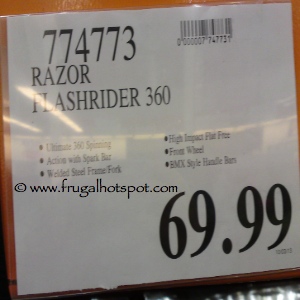 774773
0000007747731
RAZOR
FLASHRIDER 360
• Ultimate 360 Spinning
• Action with Spark Bar
• Welded Steel Frame/Fork
• High Impact Flat Free
• Front Wheel
• BMX Style Handle Bars
www.frugalhotspot.com
69.99